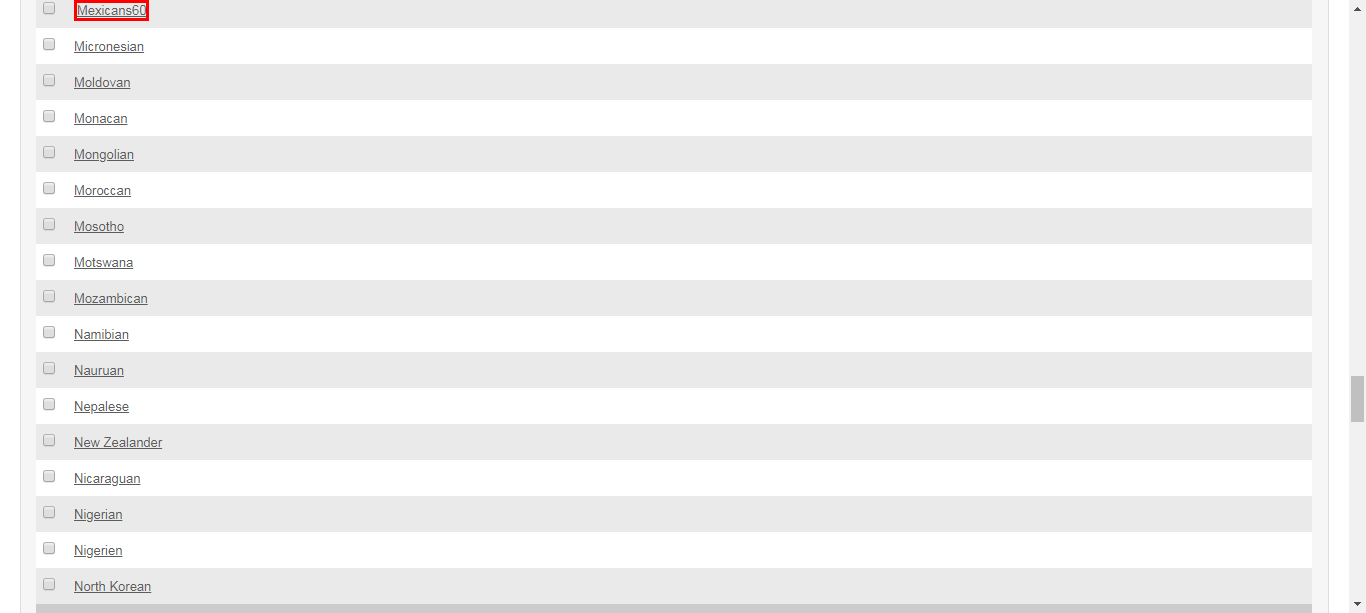 Mexicans60
Micronesian
Moldovan
Monacan
Mongolian
Moroccan
Mosotho
Motswana
Mozambican
Namibian
Nauruan
Nepalese
New Zealander
Nicaraguan
Nigerian
Nigerien
North Korean